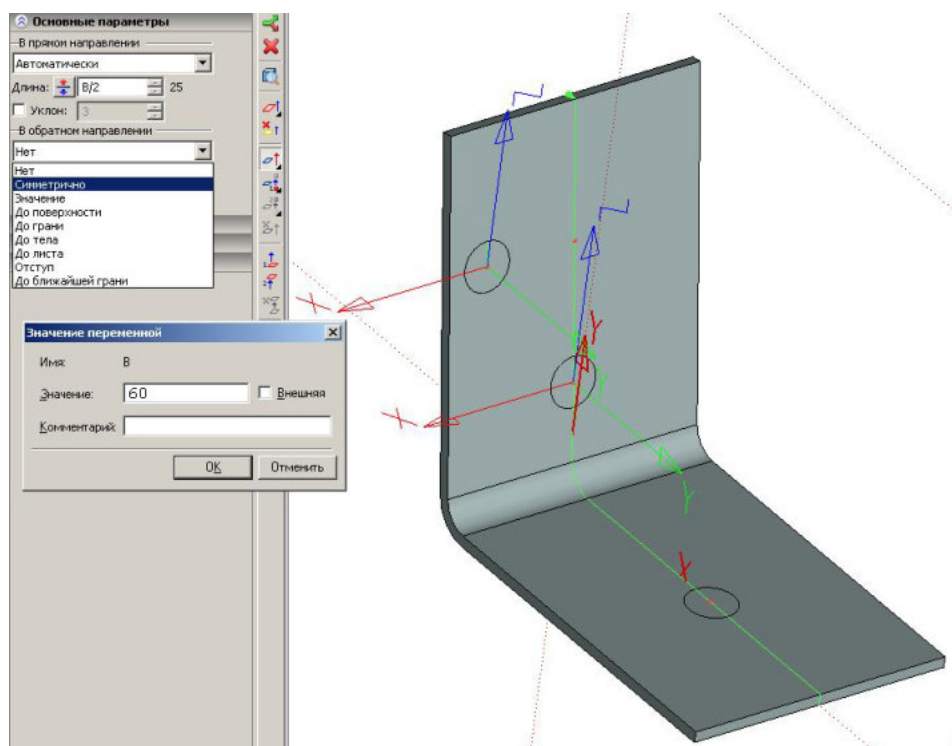 Основные параметры
В прямом направлении
Автоматически
Длина: B/2 25
Уклон: 3
В обратном направлении
Нет
Нет
Симметрично
Значение
До поверхности
До грани
До тела
До листа
Отступ
До ближайшей грани
Значение переменной
Имя: B
Значение: 60 Внешняя
Комментарий:
OK Отменить
Z
Z
X
Y
X
Y
Y
X